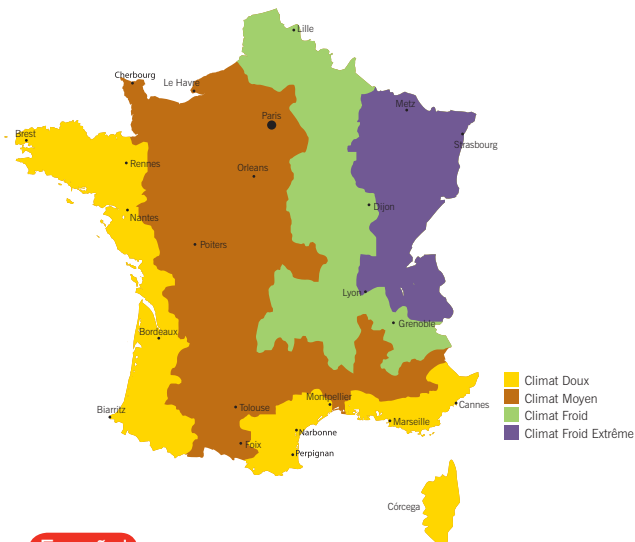 Lille
Cherbourg
Le Havre
Metz
Paris
Brest
Strasbourg
Rennes
Orleans
Dijon
Nantes
Poiters
Lyon
Grenoble
Bordeaux
Climat Doux
Climat Moyen
Climat Froid
Climat Froid Extrême
Montpellier
Biarritz
Tolouse
Cannes
Marseille
Narbonne
Foix
Perpignan
Córcega